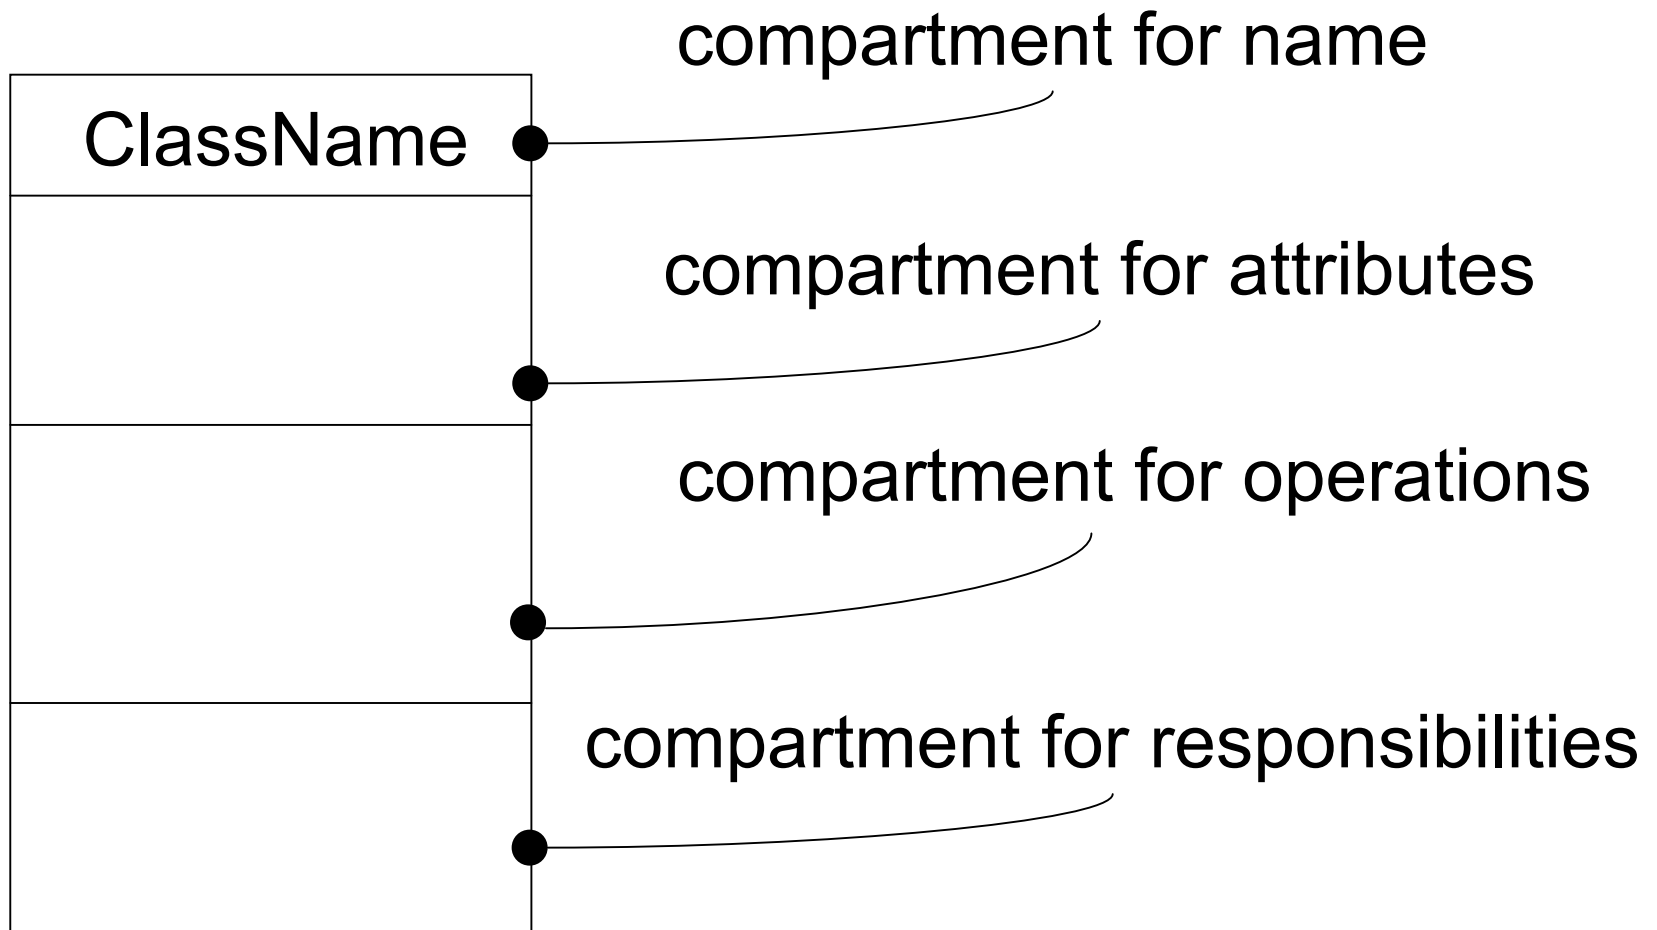 compartment for name
ClassName
compartment for attributes
compartment for operations
compartment for responsibilities